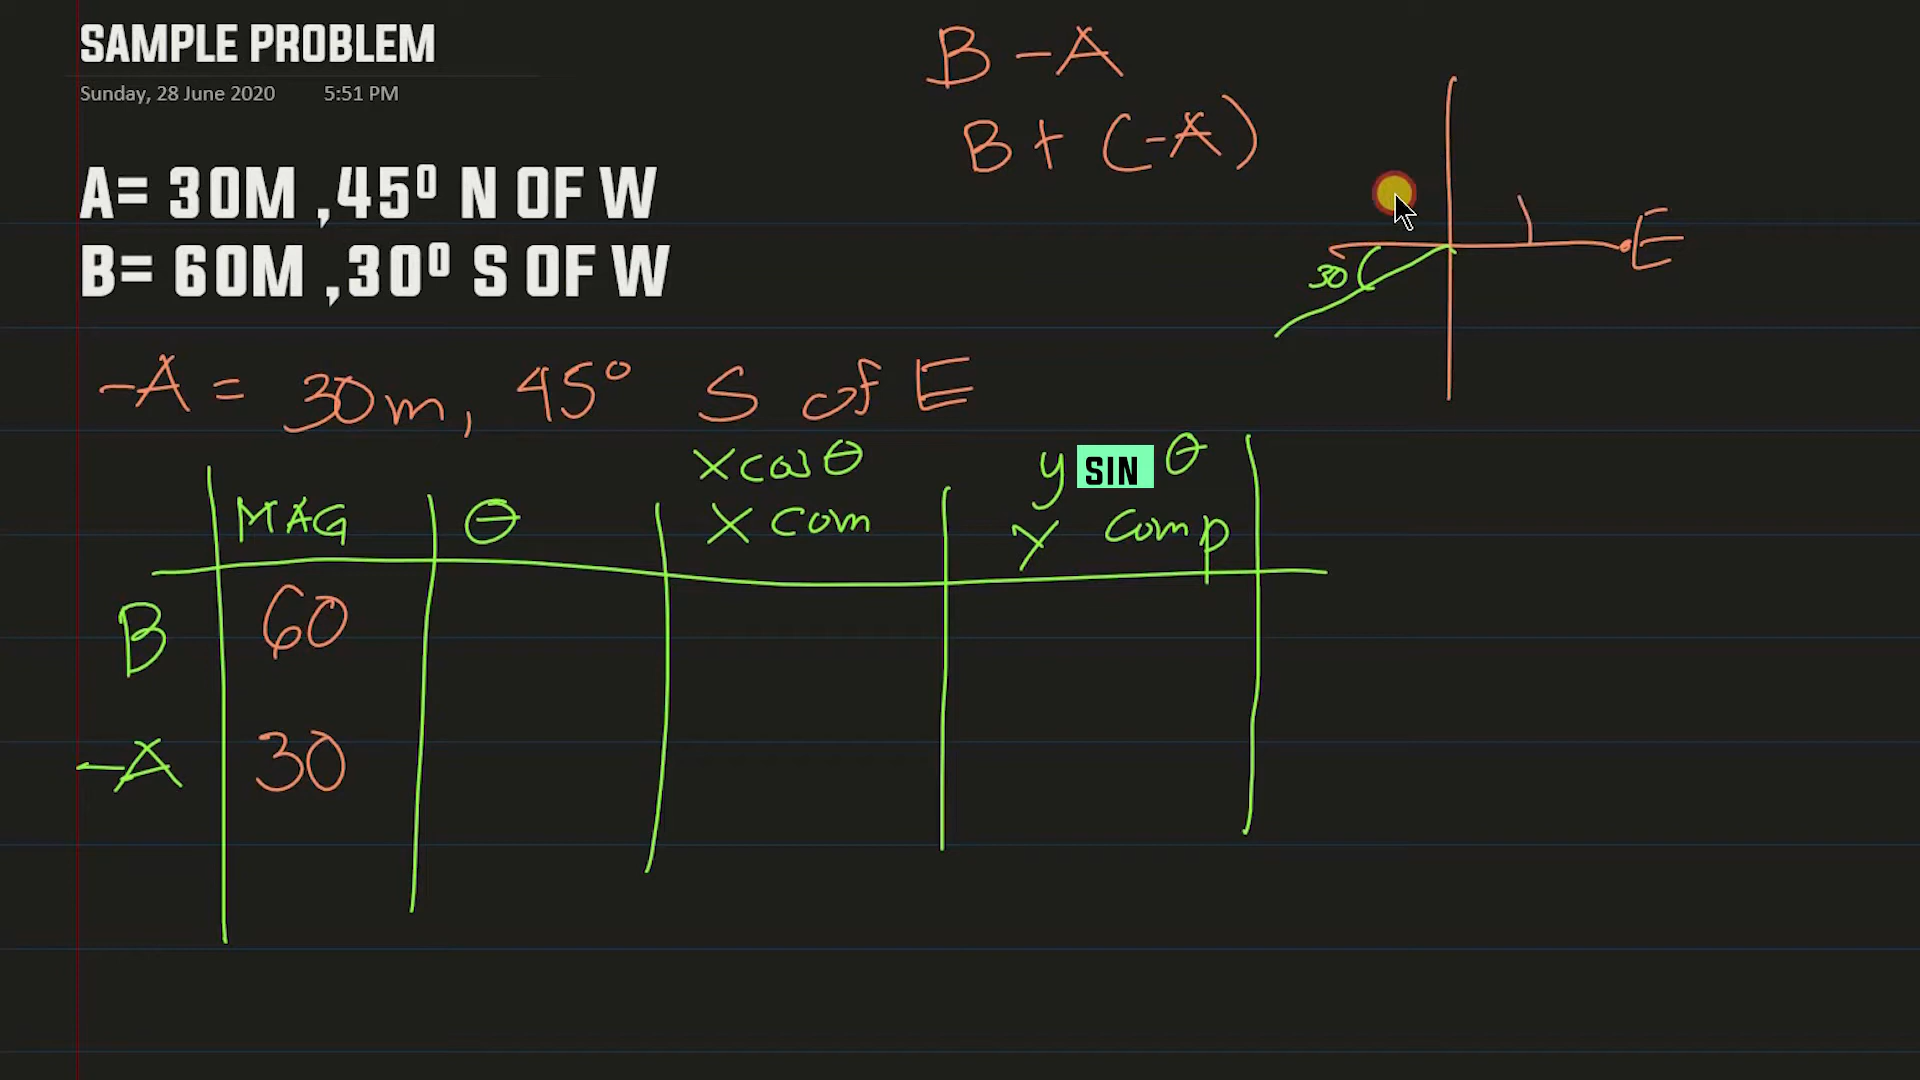 SAMPLE PROBLEM
Sunday, 28 June 2020 5:51 PM
B - A
B + (-A)
A= 30M ,45⁰ N OF W
B= 60M ,30⁰ S OF W
E
30
-A = 30m, 45° S of E
x cos θ
y SIN θ
MAG θ X com Y comp
B 60
-A 30